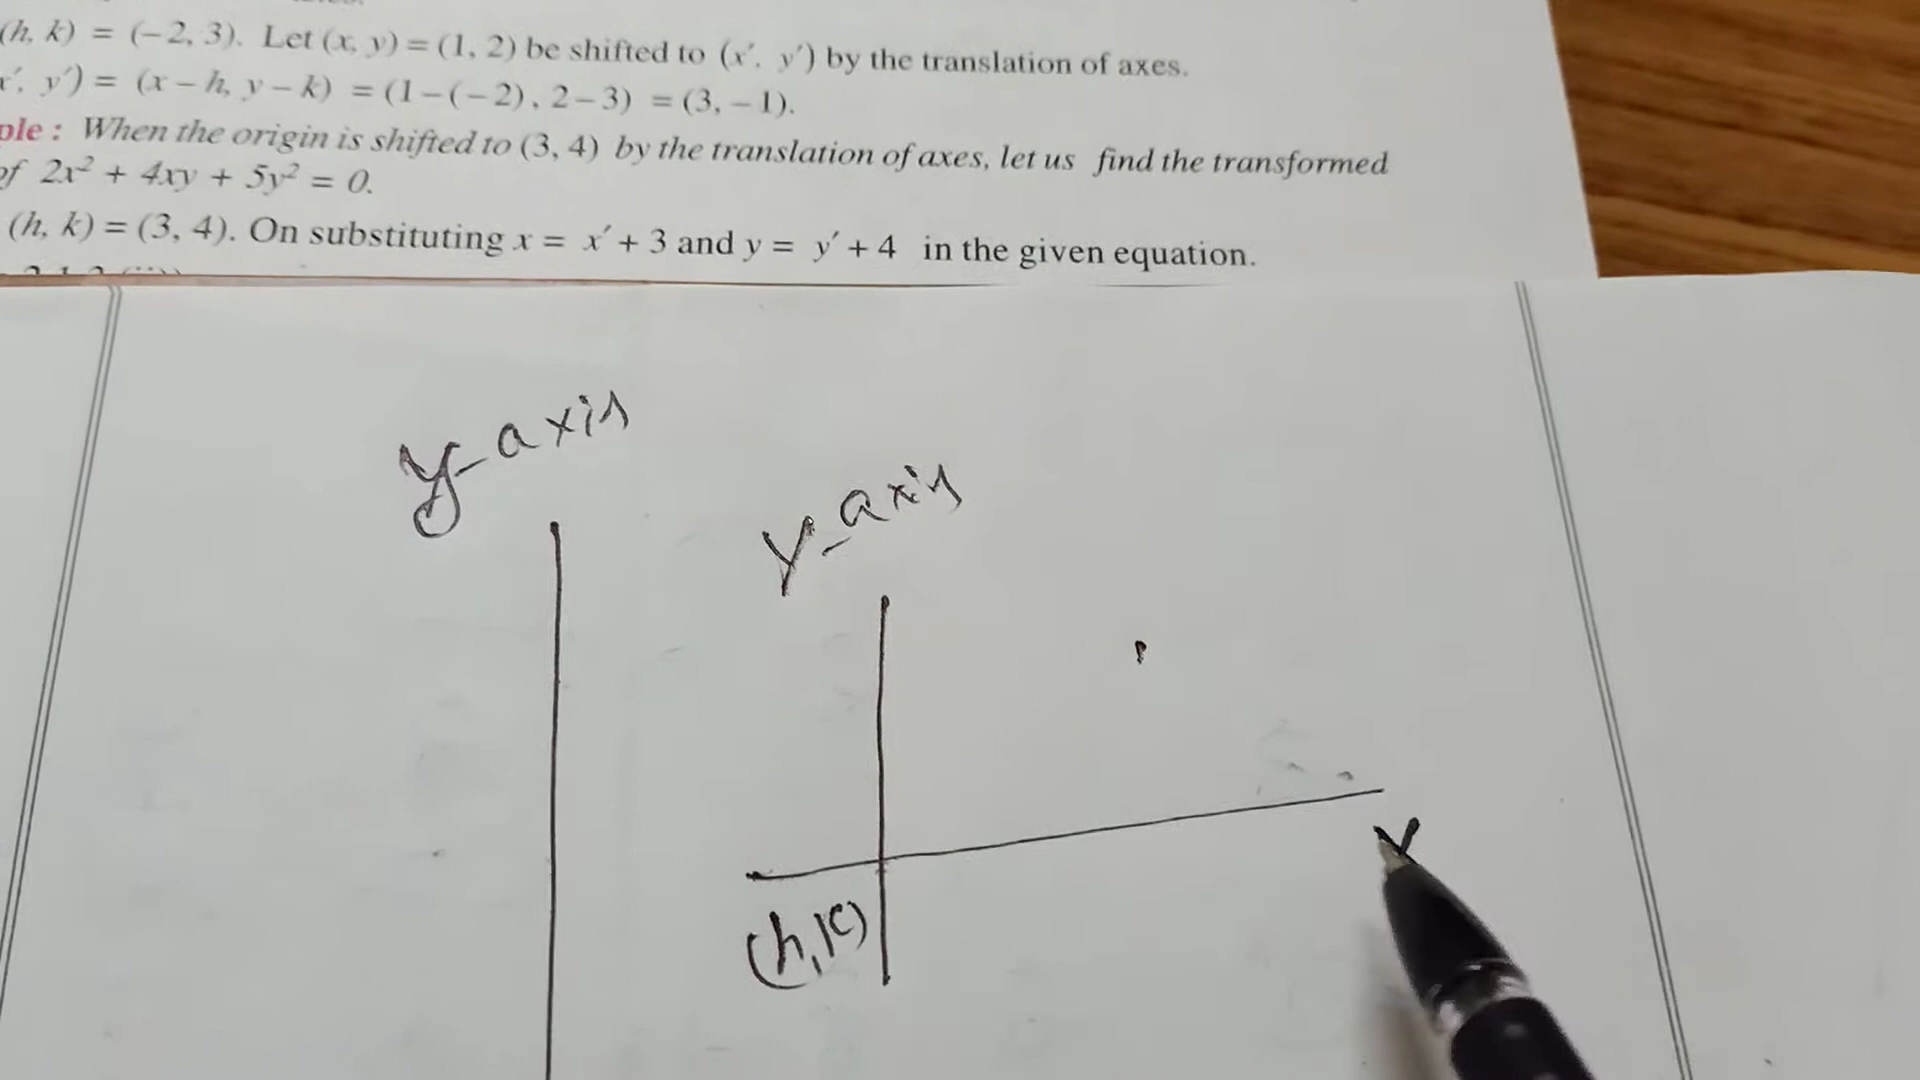 (h, k) = (−2, 3). Let (x, y) = (1, 2) be shifted to (x′, y′) by the translation of axes.
′, y′) = (x − h, y − k) = (1 − (−2), 2 − 3) = (3, −1).
ple : When the origin is shifted to (3, 4) by the translation of axes, let us find the transformed
of 2x² + 4xy + 5y² = 0.
(h, k) = (3, 4). On substituting x = x′ + 3 and y = y′ + 4 in the given equation.
y-axis
Y-axis
(h,k)